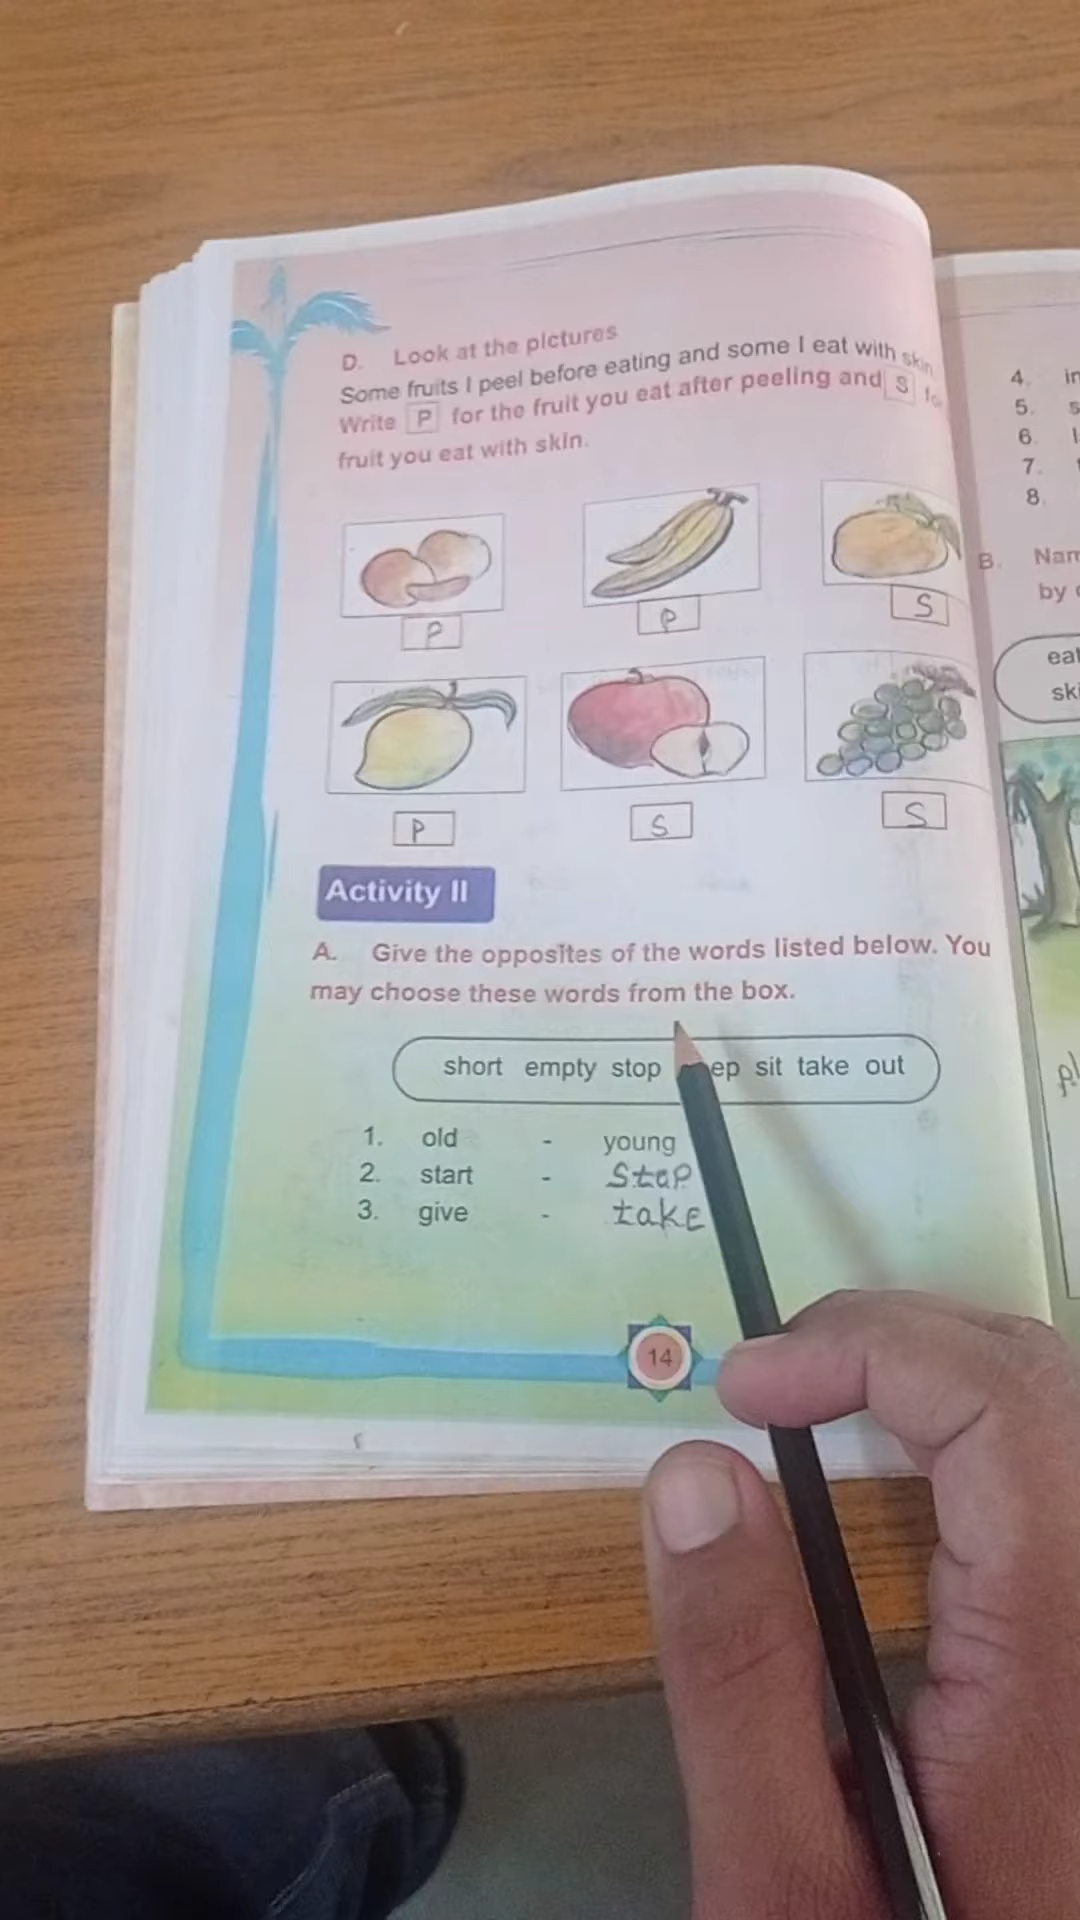 D. Look at the pictures
Some fruits I peel before eating and some I eat with skin
Write P for the fruit you eat after peeling and S for
fruit you eat with skin.
P P S
P S S
Activity II
A. Give the opposites of the words listed below. You
may choose these words from the box.
short empty stop sit take out
1. old - young
2. start - stop
3. give - take
14
4.
5.
6.
7.
8.
B.
by